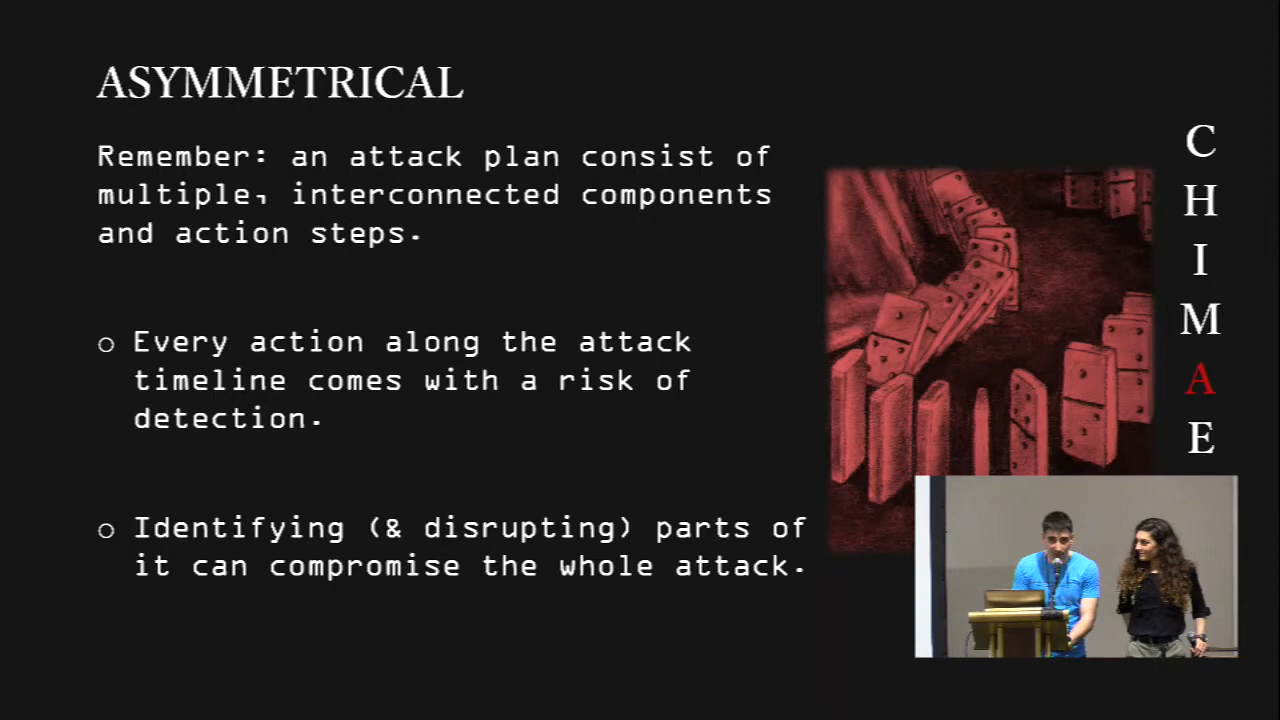 ASYMMETRICAL
Remember: an attack plan consist of
multiple, interconnected components
and action steps.
○ Every action along the attack
timeline comes with a risk of
detection.
○ Identifying (& disrupting) parts of
it can compromise the whole attack.
C
H
I
M
A
E